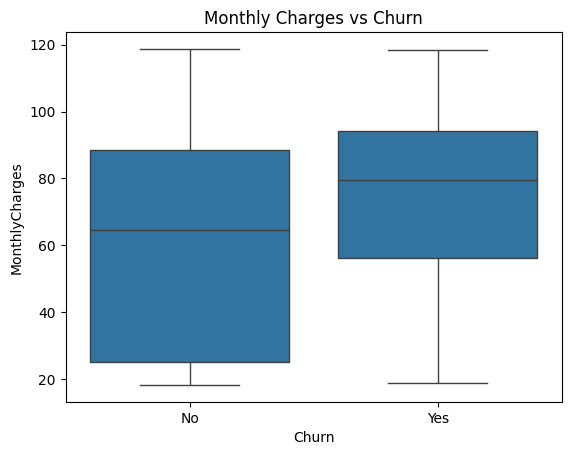 Monthly Charges vs Churn
120
100
80
60
40
20
MonthlyCharges
No
Yes
Churn